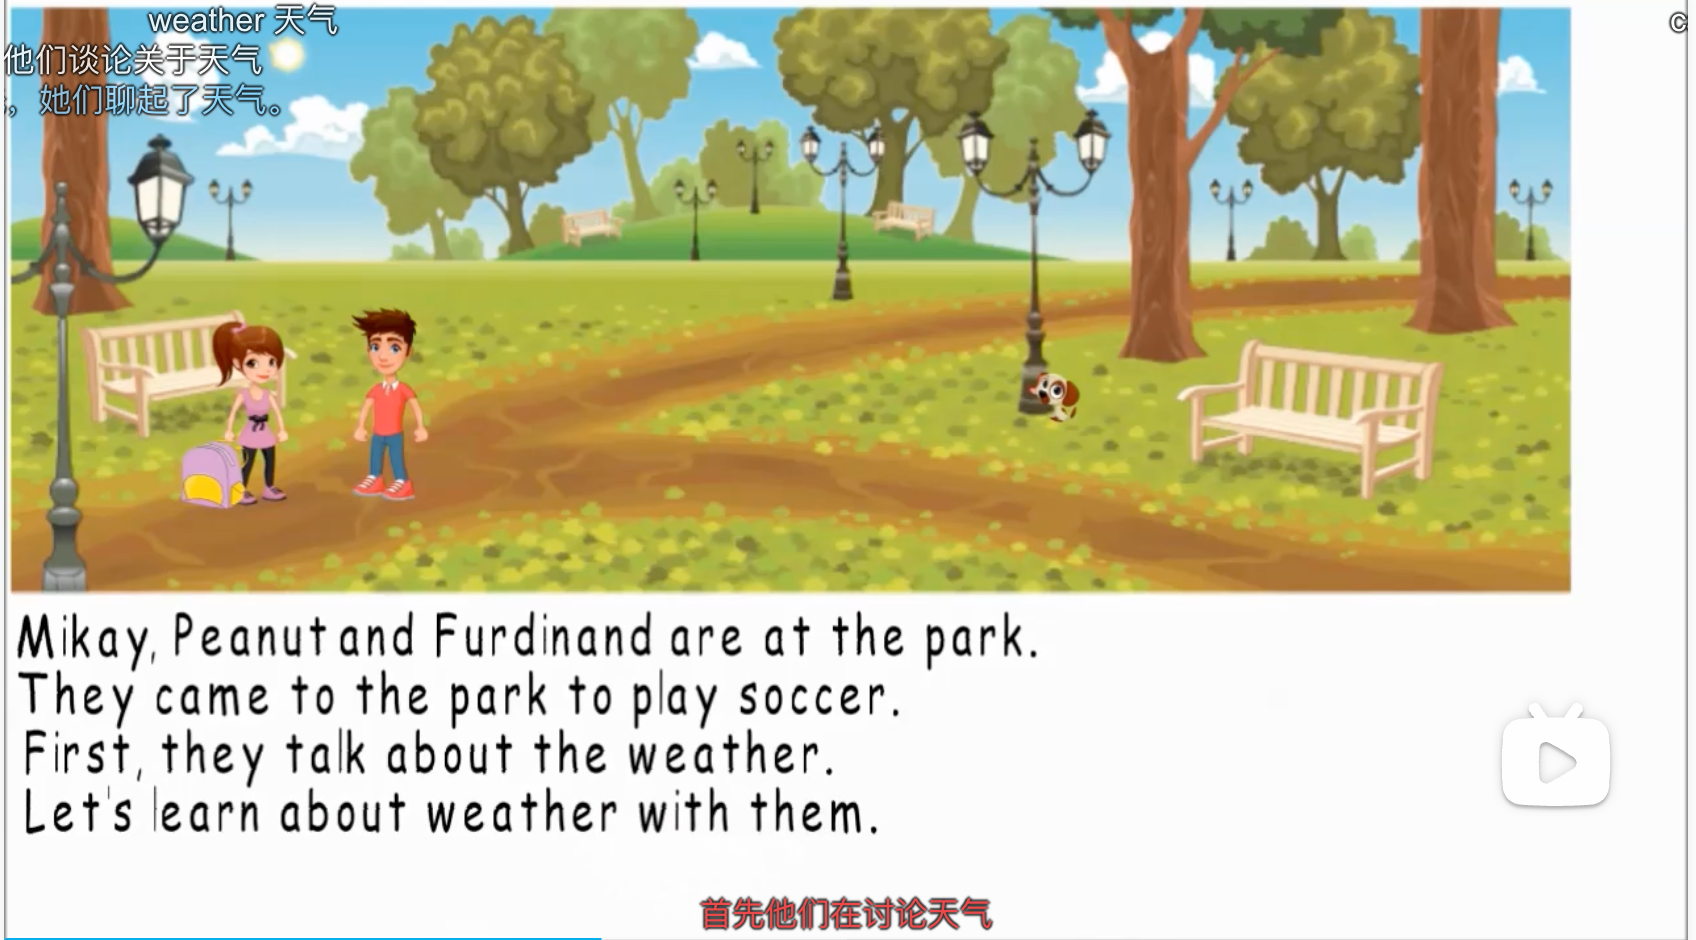 weather 天气
他们谈论关于天气
，她们聊起了天气。
Mikay, Peanut and Furdinand are at the park.
They came to the park to play soccer.
First, they talk about the weather.
Let's learn about weather with them.
首先他们在讨论天气